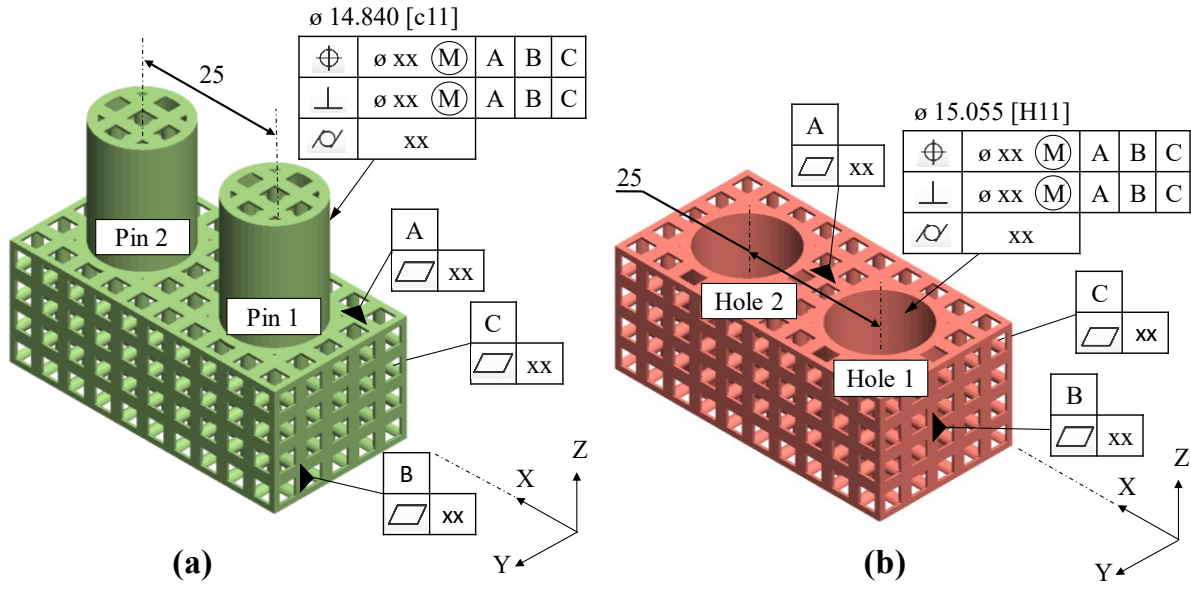 ø 14.840 [c11]
⌖ ø xx Ⓜ A B C
⊥ ø xx Ⓜ A B C
⌭ xx
25
Pin 2
Pin 1
A
⏥ xx
C
⏥ xx
B
⏥ xx
Z
X
Y
(a)
ø 15.055 [H11]
⌖ ø xx Ⓜ A B C
⊥ ø xx Ⓜ A B C
⌭ xx
A
⏥ xx
25
Hole 2
Hole 1
C
⏥ xx
B
⏥ xx
Z
X
Y
(b)